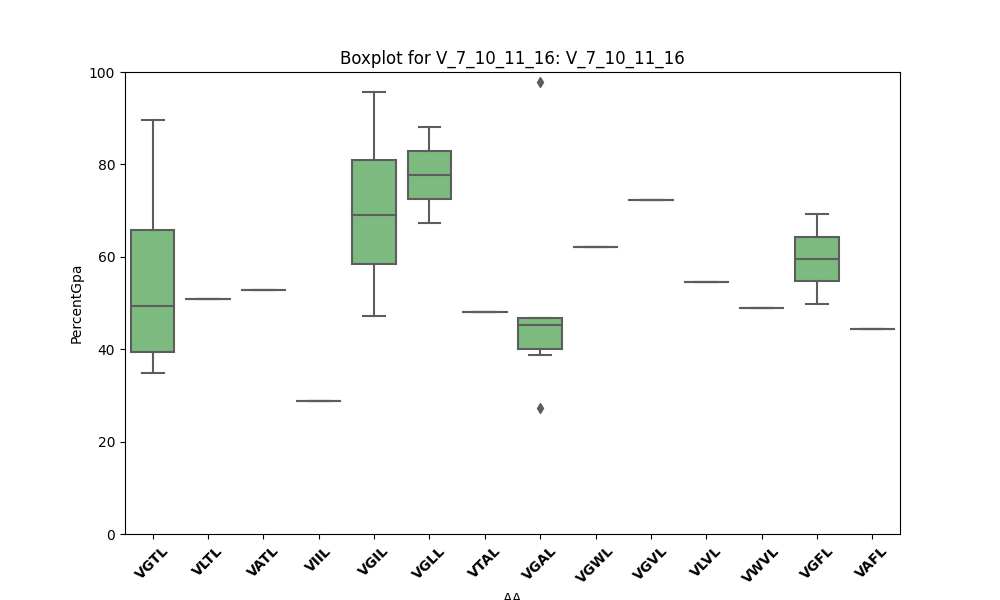 Boxplot for V_7_10_11_16: V_7_10_11_16
100
80
60
40
20
0
PercentGpa
VGTL
VLTL
VATL
VIIL
VGIL
VGLL
VTAL
VGAL
VGWL
VGVL
VLVL
VWVL
VGFL
VAFL
AA